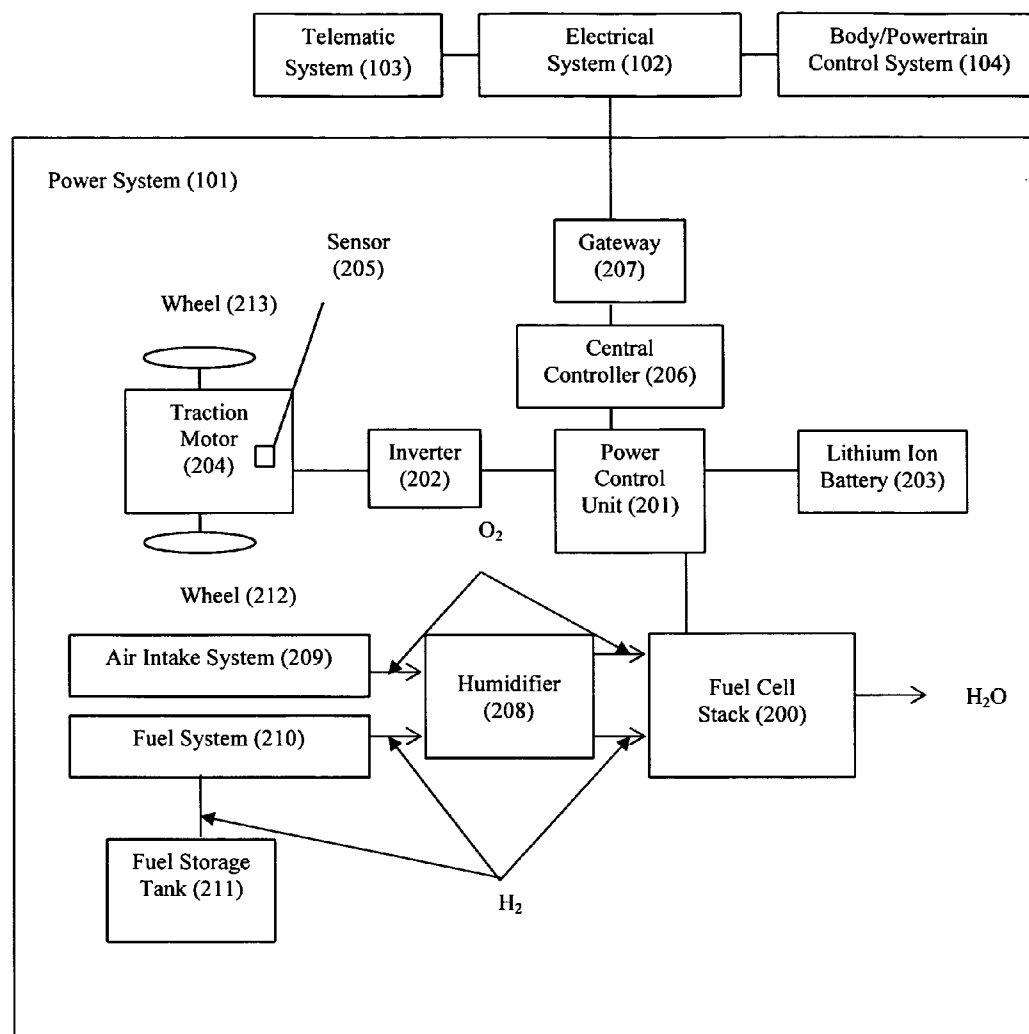 Telematic
System (103)
Electrical
System (102)
Body/Powertrain
Control System (104)
Power System (101)
Gateway
(207)
Sensor
(205)
Wheel (213)
Central
Controller (206)
Traction
Motor
(204)
Inverter
(202)
Power
Control
Unit (201)
Lithium Ion
Battery (203)
O₂
Wheel (212)
Air Intake System (209)
Humidifier
(208)
Fuel Cell
Stack (200)
H₂O
Fuel System (210)
Fuel Storage
Tank (211)
H₂